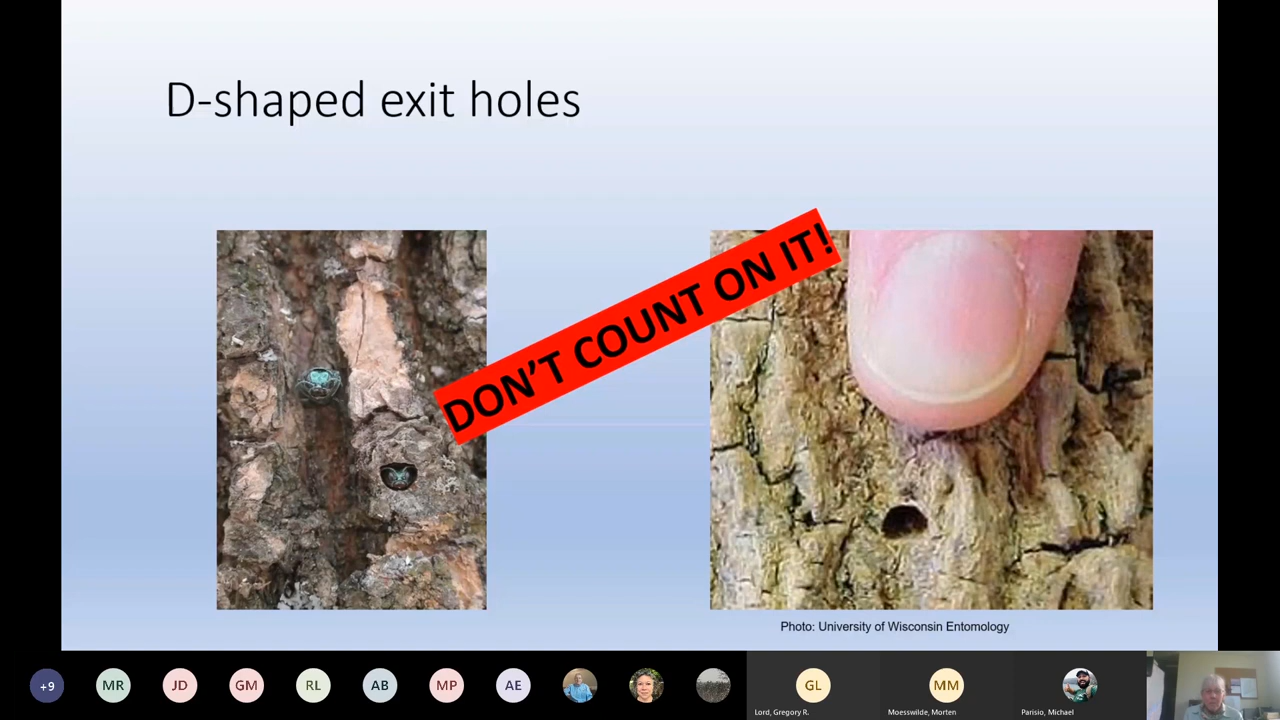 D-shaped exit holes
DON'T COUNT ON IT!
Photo: University of Wisconsin Entomology
+9
MR
JD
GM
RL
AB
MP
AE
GL
MM
Lord, Gregory R.
Moesswilde, Morten
Parisio, Michael